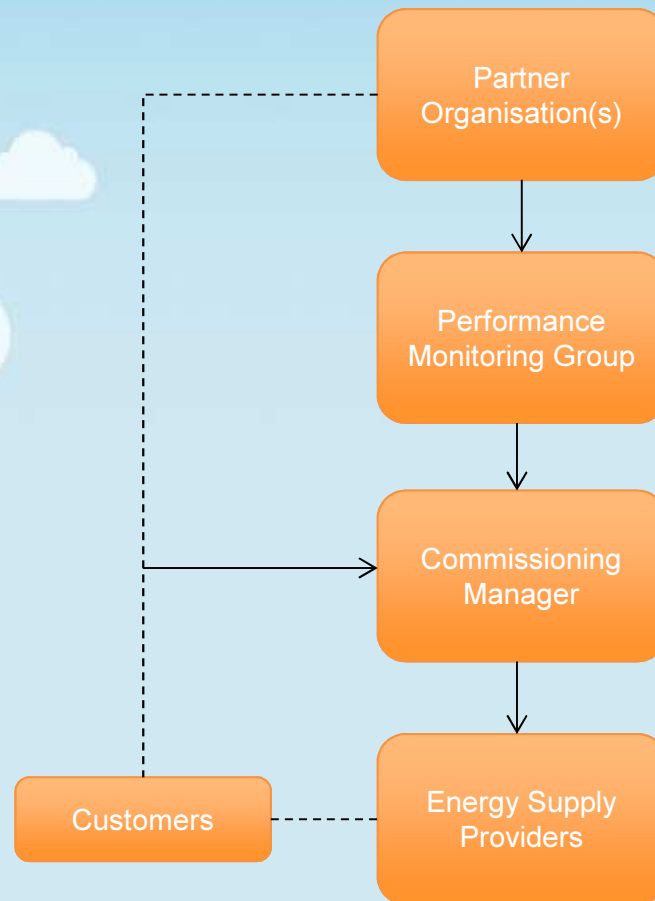 Partner
Organisation(s)
Performance
Monitoring Group
Commissioning
Manager
Energy Supply
Providers
Customers